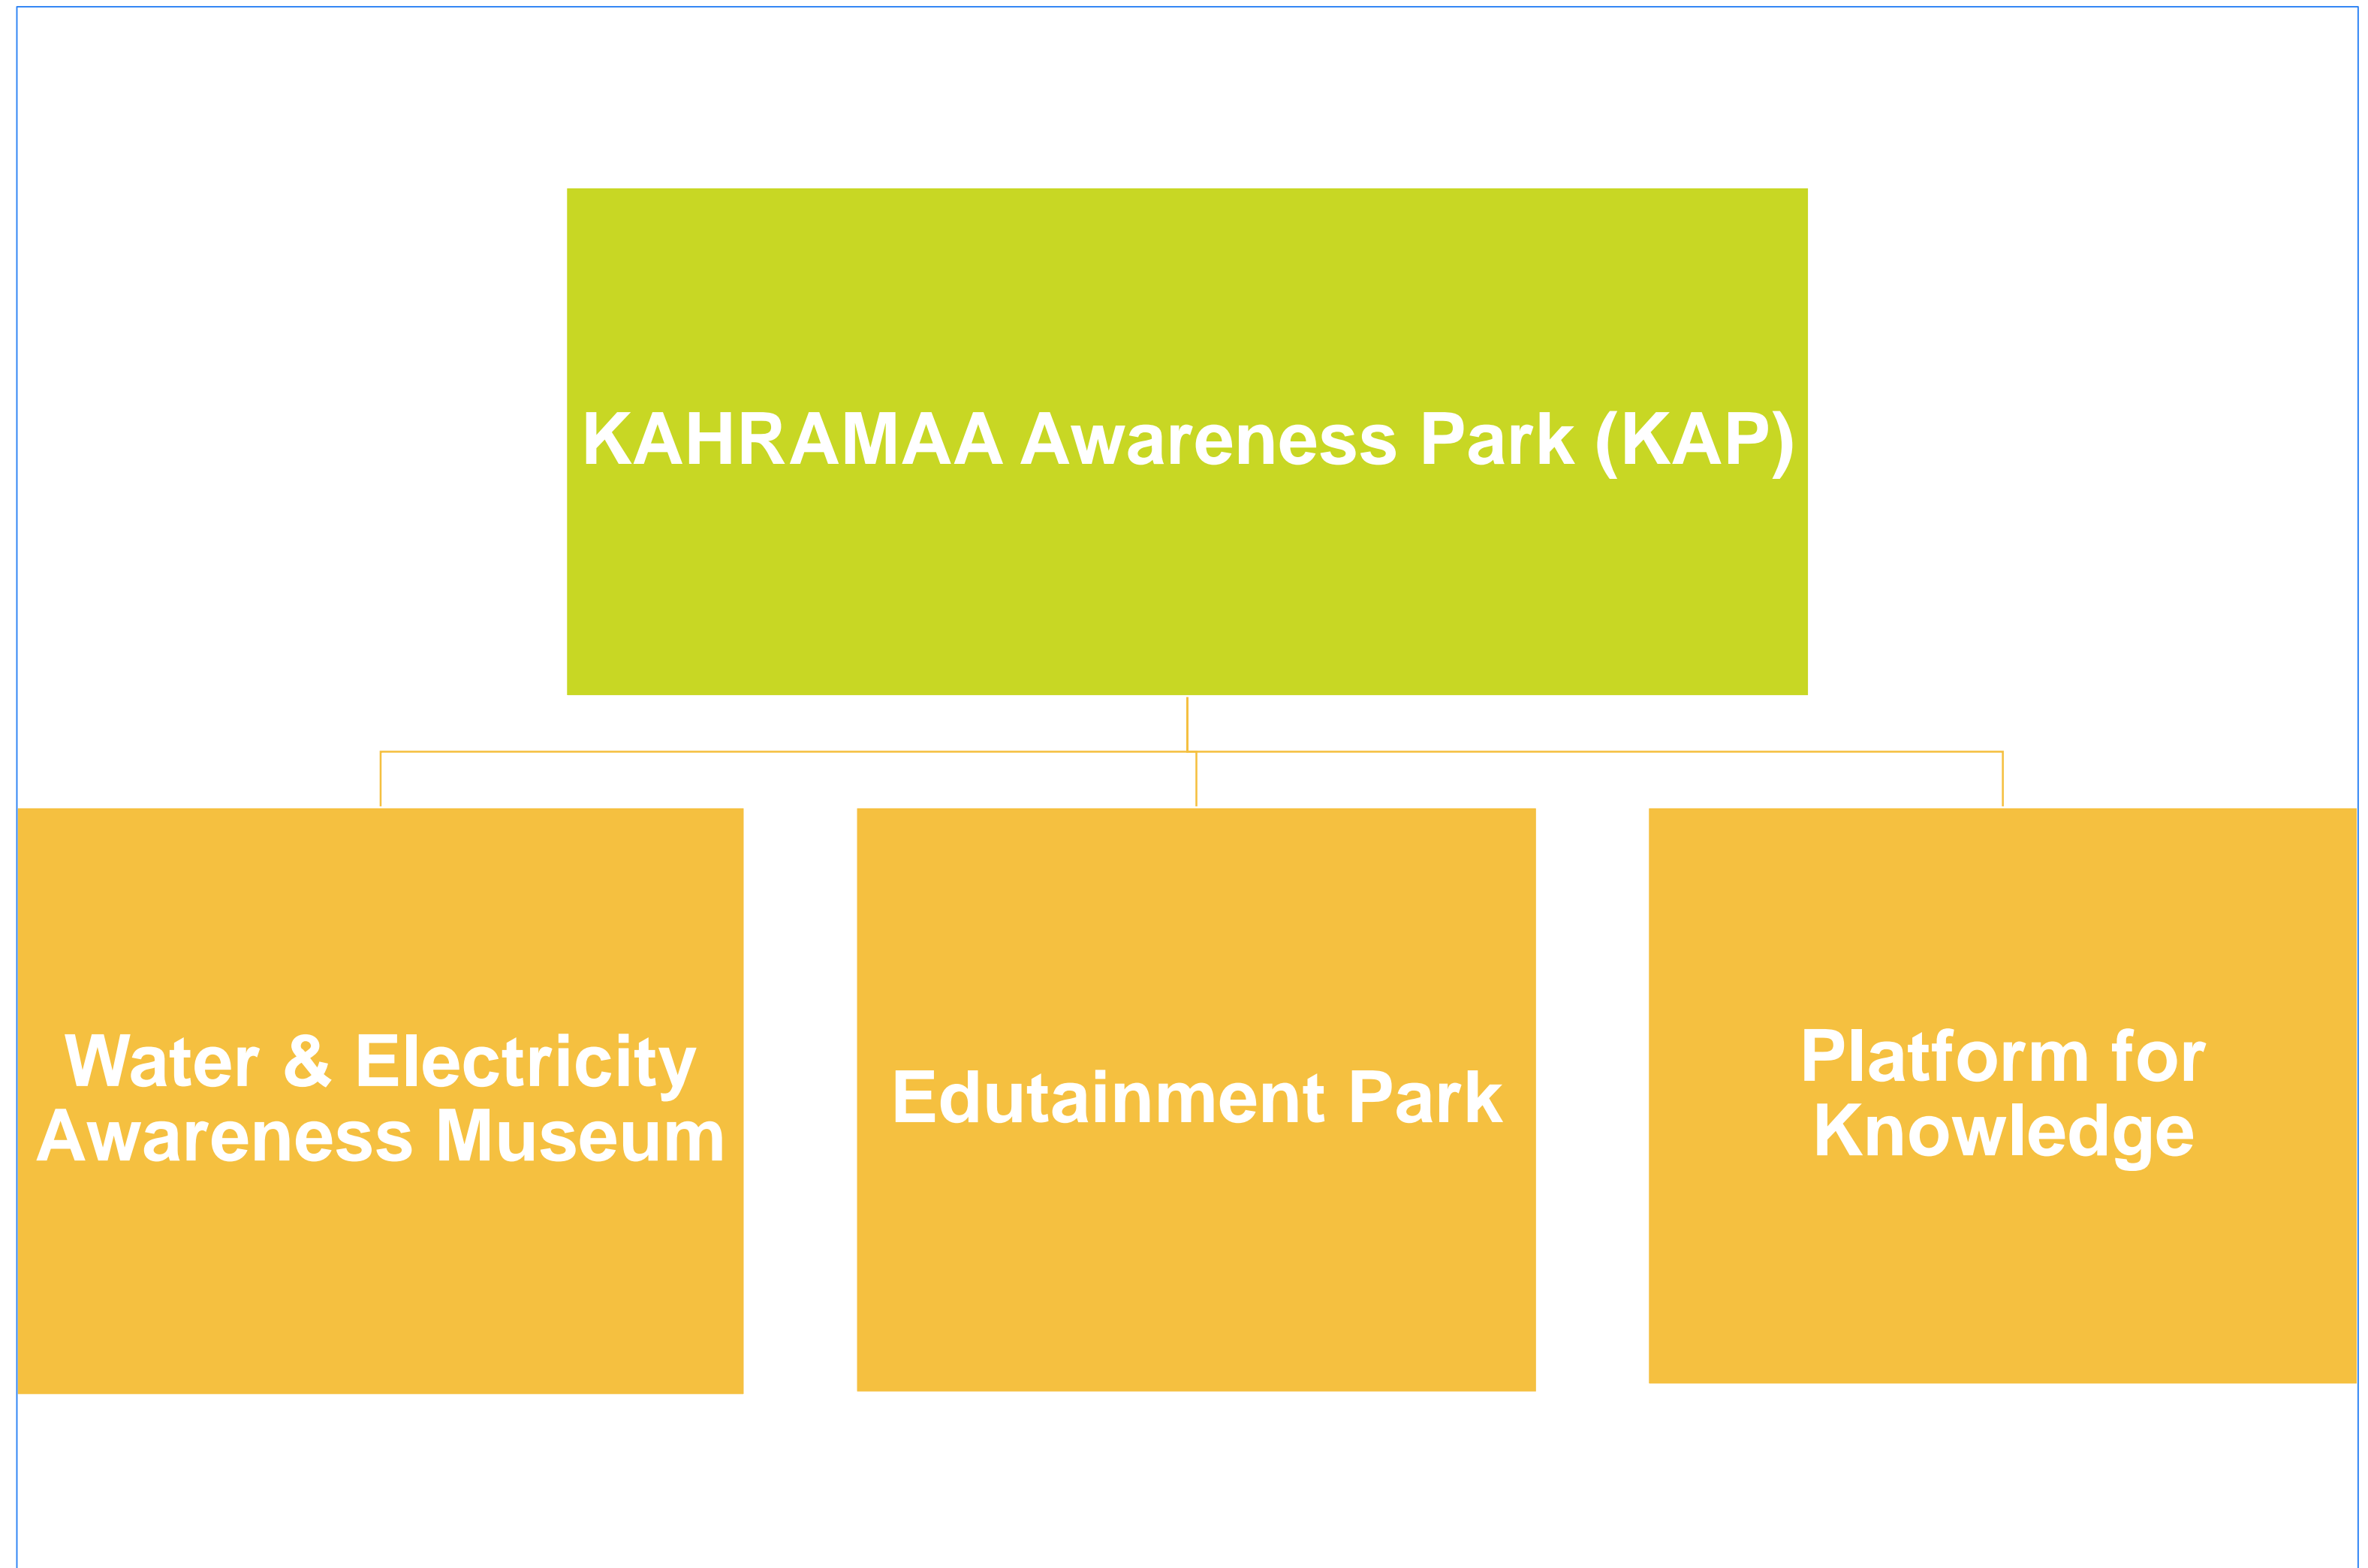 KAHRAMAA Awareness Park (KAP)
Water & Electricity
Awareness Museum
Edutainment Park
Platform for
Knowledge